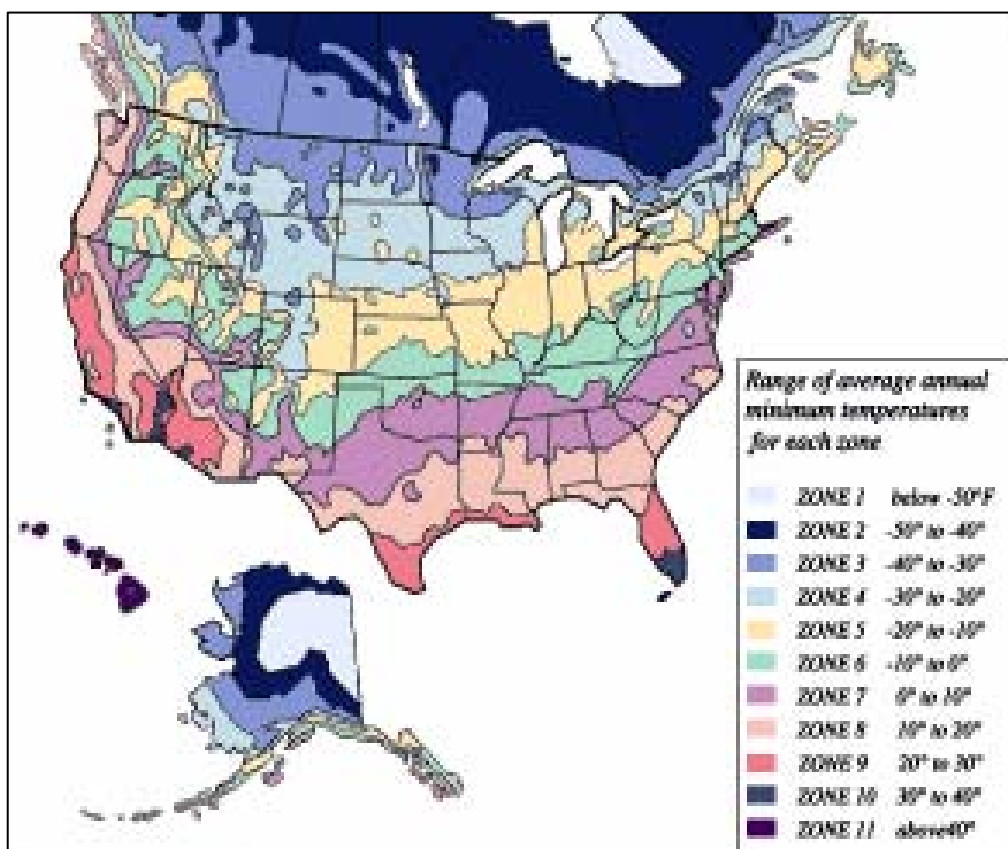 Range of average annual
minimum temperatures
for each zone
ZONE 1 below -50°F
ZONE 2 -50° to -40°
ZONE 3 -40° to -30°
ZONE 4 -30° to -20°
ZONE 5 -20° to -10°
ZONE 6 -10° to 0°
ZONE 7 0° to 10°
ZONE 8 10° to 20°
ZONE 9 20° to 30°
ZONE 10 30° to 40°
ZONE 11 above40°